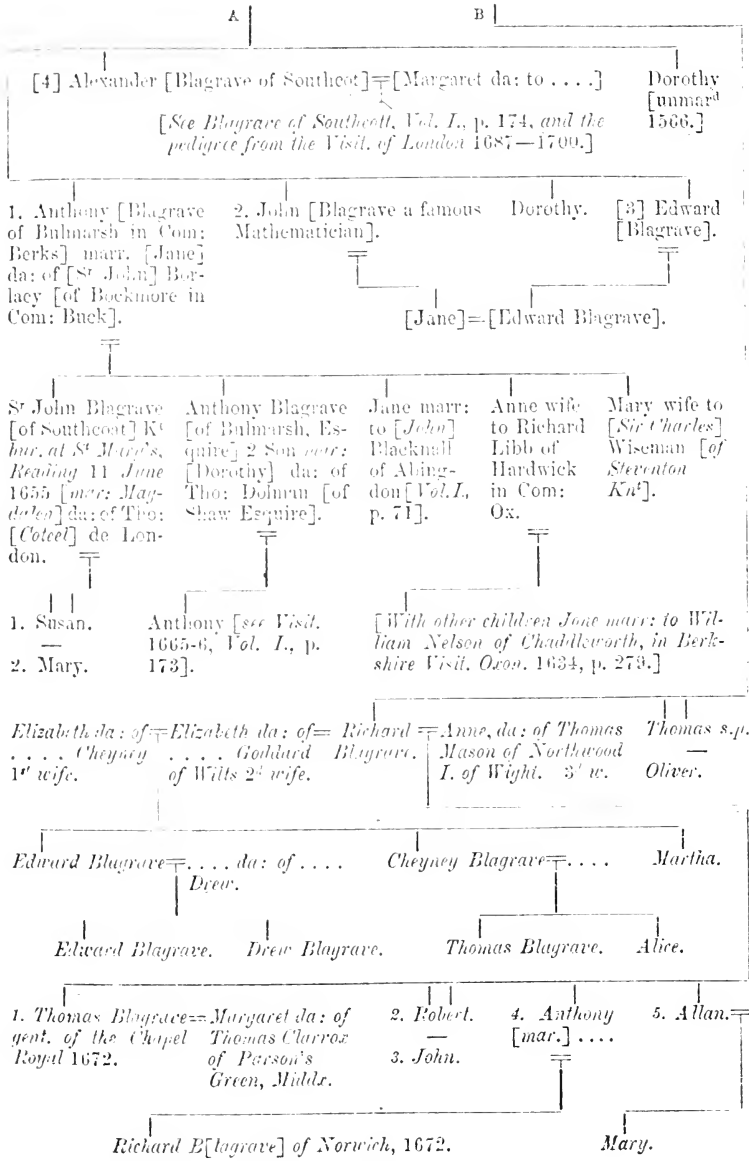 A B
[4] Alexander [Blagrave of Southcot]=[Margaret da: to . . . .]
Dorothy
[unmard
1566.]
[See Blagrave of Southcott, Vol. I., p. 174, and the
pedigree from the Visit. of London 1687—1700.]
1. Anthony [Blagrave
of Bulmarsh in Com:
Berks] marr. [Jane]
da: of [Sr John] Bor-
lacy [of Bockmore in
Com: Buck].
2. John [Blagrave a famous
Mathematician].
Dorothy.
[3] Edward
[Blagrave].
[Jane]=[Edward Blagrave].
Sr John Blagrave
[of Southcoat] Kt
bur. at St Mary's,
Reading 11 June
1655 [mar: Mag-
dalen] da: of Tho:
[Coteel] de Lon-
don.
Anthony Blagrave
[of Bulmarsh, Es-
quire] 2 Son
[Dorothy] da: of
Tho: Dolman [of
Shaw Esquire].
Jane marr:
to [John]
Blacknall
of Abing-
don [Vol. I.,
p. 71].
Anne wife
to Richard
Libb of
Hardwick
in Com:
Ox.
Mary wife to
[Sir Charles]
Wiseman [of
Steventon
Knt].
1. Susan.
—
2. Mary.
Anthony [see Visit.
1665-6, Vol. I., p.
173].
[With other children Jane marr: to Wil-
liam Nelson of Chaddleworth, in Berk-
shire Visit. Oxon. 1634, p. 279.]
Elizabeth da: of
. . . . Cheyney
1st wife.
=Elizabeth da: of=
. . . . Goddard
of Wilts 2d wife.
Richard
Blagrave.
=Anne, da: of Thomas
Mason of Northwood
I. of Wight. 3d w.
Thomas s.p.
—
Oliver.
Edward Blagrave=. . . . da: of . . . .
Drew.
Cheyney Blagrave=. . . .
Martha.
Edward Blagrave. Drew Blagrave. Thomas Blagrave. Alice.
1. Thomas Blagrave=
gent. of the Chapel
Royal 1672.
Margaret da: of
Thomas Clarrox
of Parson's
Green, Middx.
2. Robert.
—
3. John.
4. Anthony
[mar.] . . . .
5. Allan.=
Richard B[lagrave] of Norwich, 1672. Mary.